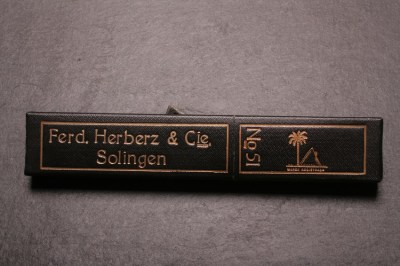 Ferd. Herberz & Cie.
Solingen
No 51